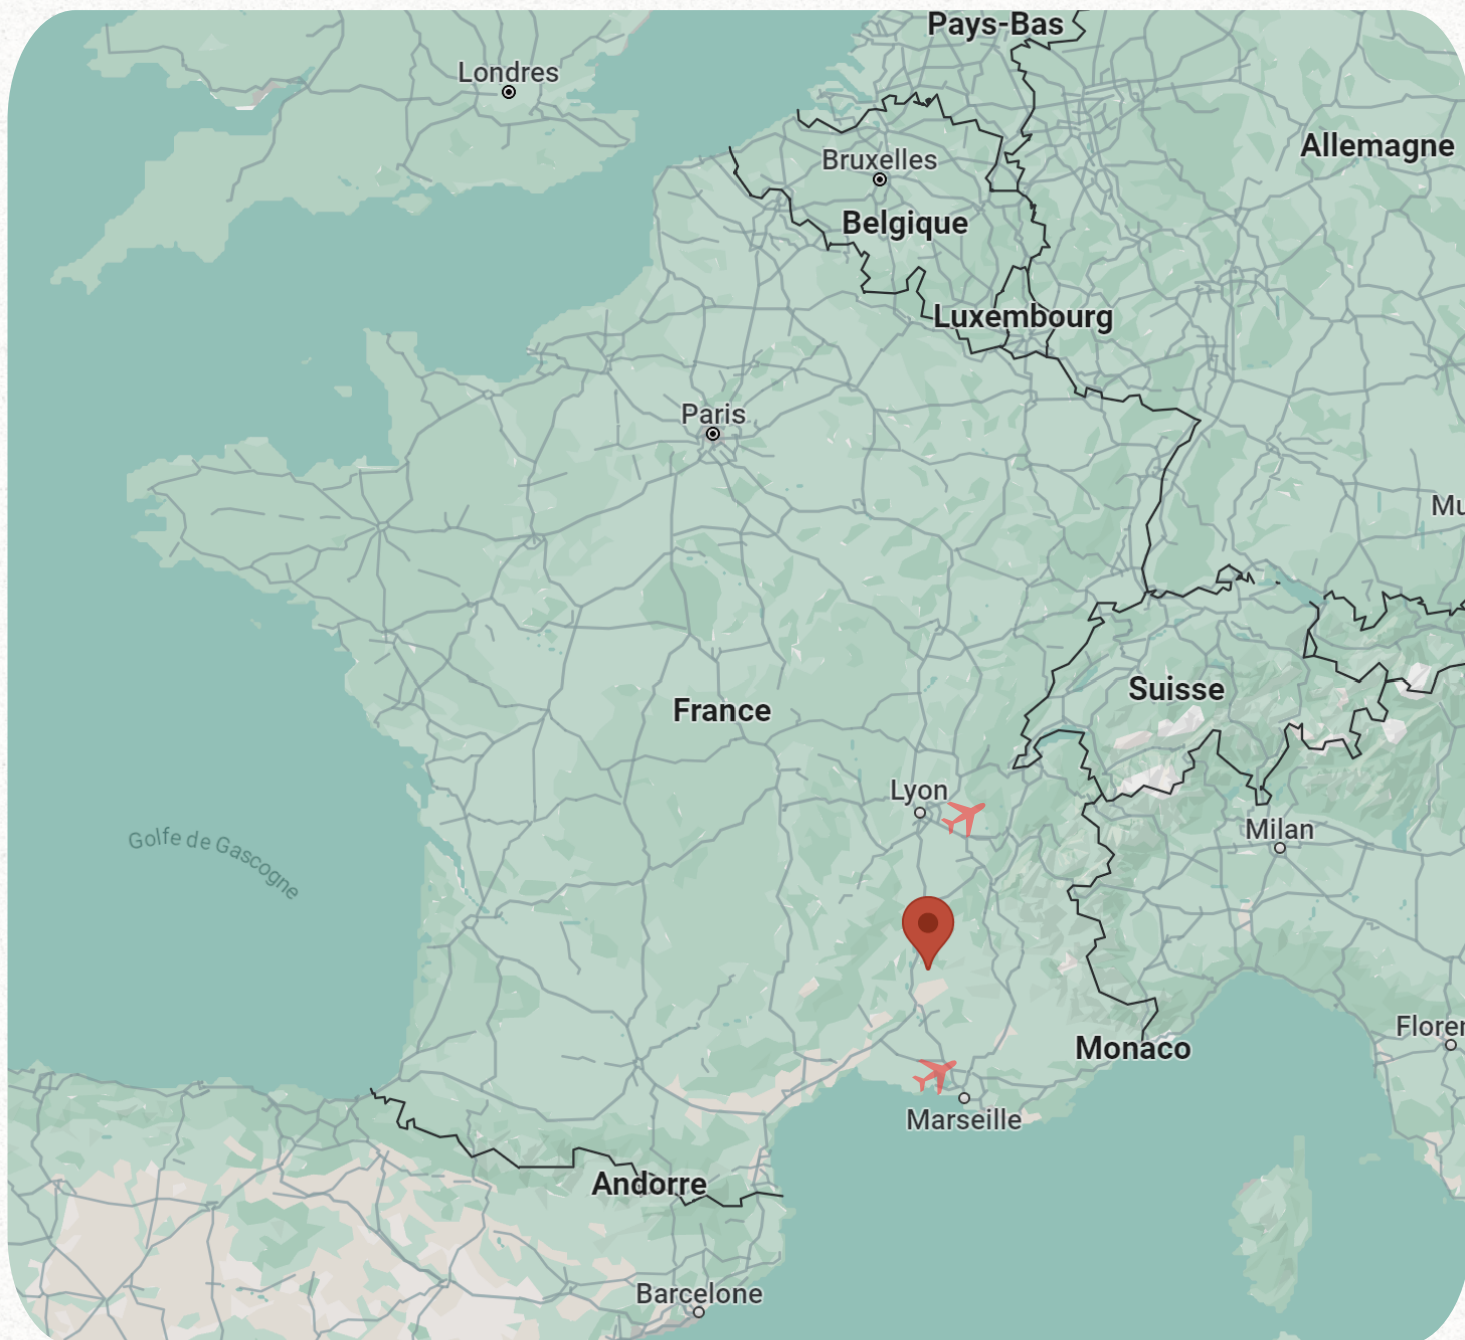 Pays-Bas
Londres
Allemagne
Bruxelles
Belgique
Luxembourg
Paris
Mu
Suisse
France
Lyon
Milan
Golfe de Gascogne
Floren
Monaco
Marseille
Andorre
Barcelone